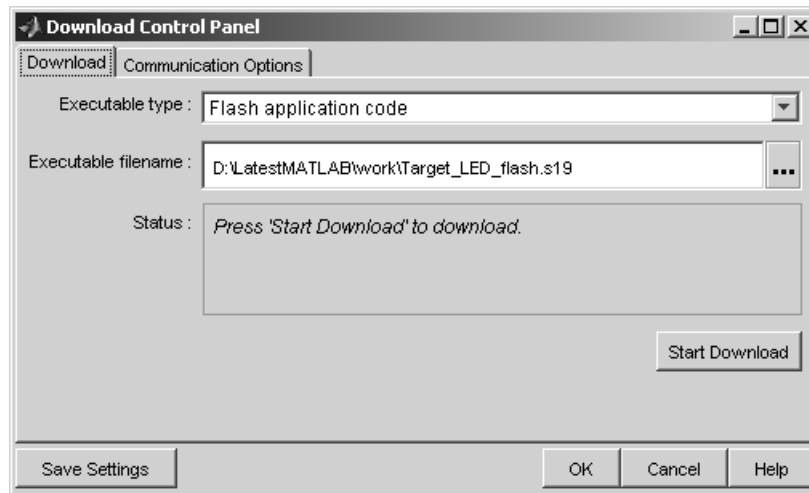 Download Control Panel
Download Communication Options
Executable type : Flash application code
Executable filename : D:\LatestMATLAB\work\Target_LED_flash.s19 ...
Status : Press 'Start Download' to download.
Start Download
Save Settings OK Cancel Help